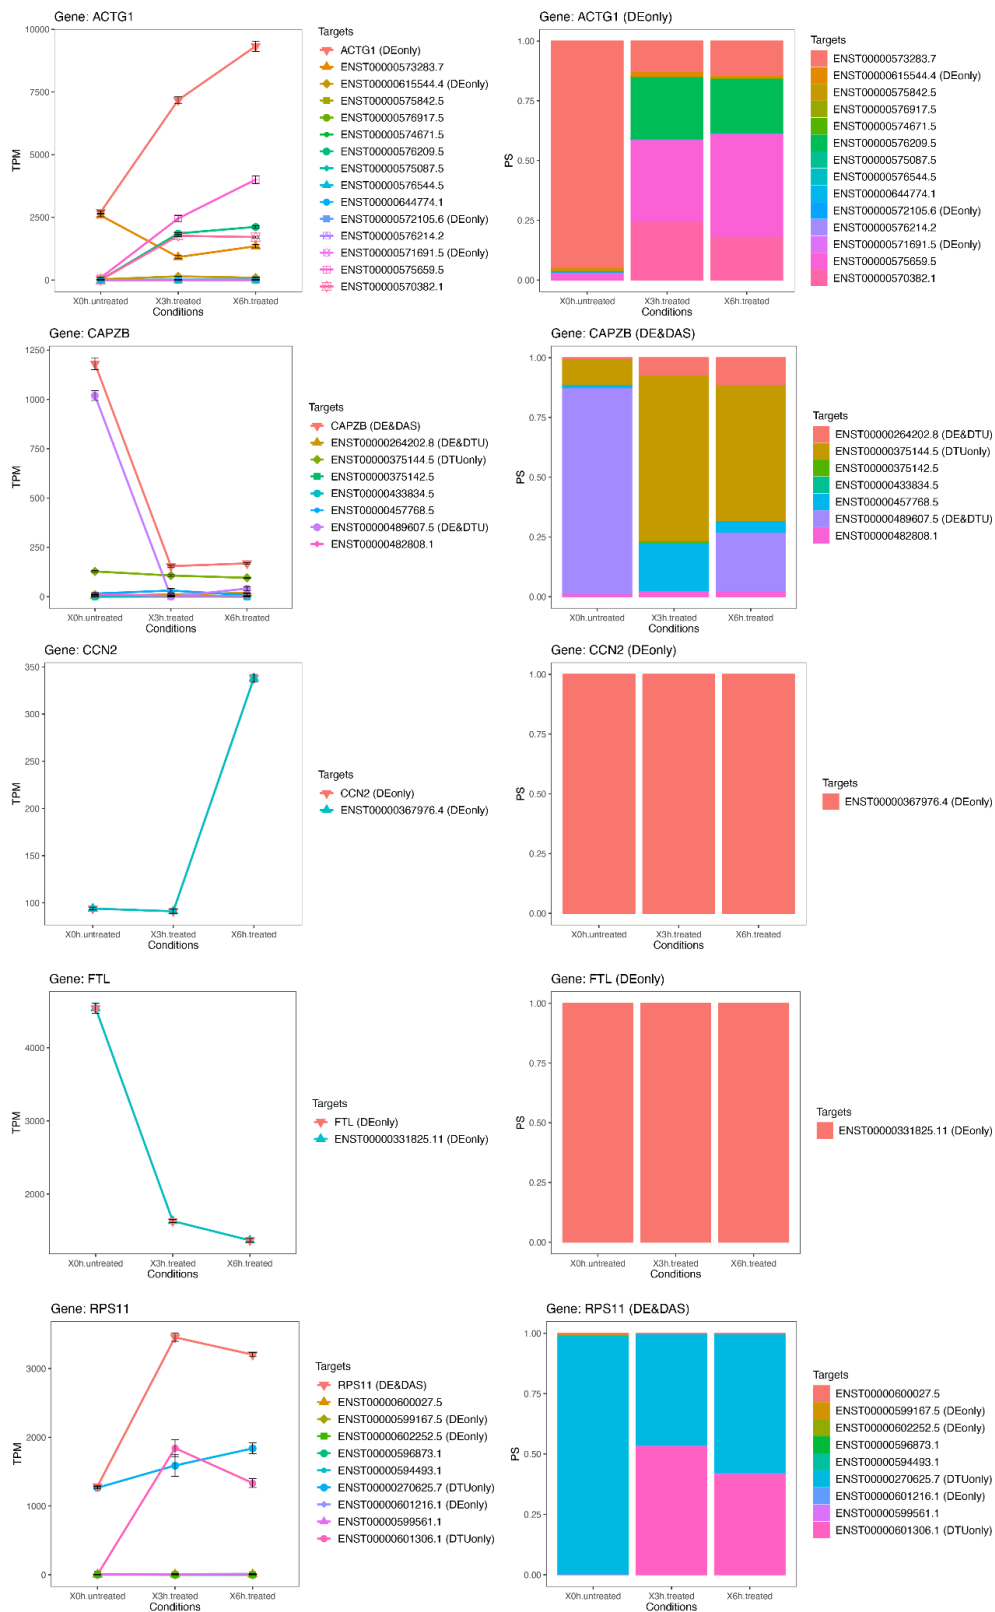 Gene: ACTG1
TPM
10000
7500
5000
2500
0
X0h.untreated
X3h.treated
X6h.treated
Conditions
Targets
ACTG1 (DEonly)
ENST00000573283.7
ENST00000615544.4 (DEonly)
ENST00000575842.5
ENST00000576917.5
ENST00000574671.5
ENST00000576209.5
ENST00000575087.5
ENST00000576544.5
ENST00000644774.1
ENST00000572105.6 (DEonly)
ENST00000576214.2
ENST00000571691.5 (DEonly)
ENST00000575659.5
ENST00000570382.1
Gene: ACTG1 (DEonly)
PS
1.00
0.75
0.50
0.25
0.00
X0h.untreated
X3h.treated
X6h.treated
Conditions
Targets
ENST00000573283.7
ENST00000615544.4 (DEonly)
ENST00000575842.5
ENST00000576917.5
ENST00000574671.5
ENST00000576209.5
ENST00000575087.5
ENST00000576544.5
ENST00000644774.1
ENST00000572105.6 (DEonly)
ENST00000576214.2
ENST00000571691.5 (DEonly)
ENST00000575659.5
ENST00000570382.1
Gene: CAPZB
TPM
1250
1000
750
500
250
0
X0h.untreated
X3h.treated
X6h.treated
Conditions
Targets
CAPZB (DE&DAS)
ENST00000264202.8 (DE&DTU)
ENST00000375144.5 (DTUonly)
ENST00000375142.5
ENST00000433834.5
ENST00000457768.5
ENST00000489607.5 (DE&DTU)
ENST00000482808.1
Gene: CAPZB (DE&DAS)
PS
1.00
0.75
0.50
0.25
0.00
X0h.untreated
X3h.treated
X6h.treated
Conditions
Targets
ENST00000264202.8 (DE&DTU)
ENST00000375144.5 (DTUonly)
ENST00000375142.5
ENST00000433834.5
ENST00000457768.5
ENST00000489607.5 (DE&DTU)
ENST00000482808.1
Gene: CCN2
TPM
350
300
250
200
150
100
X0h.untreated
X3h.treated
X6h.treated
Conditions
Targets
CCN2 (DEonly)
ENST00000367976.4 (DEonly)
Gene: CCN2 (DEonly)
PS
1.00
0.75
0.50
0.25
0.00
X0h.untreated
X3h.treated
X6h.treated
Conditions
Targets
ENST00000367976.4 (DEonly)
Gene: FTL
TPM
4000
3000
2000
X0h.untreated
X3h.treated
X6h.treated
Conditions
Targets
FTL (DEonly)
ENST00000331825.11 (DEonly)
Gene: FTL (DEonly)
PS
1.00
0.75
0.50
0.25
0.00
X0h.untreated
X3h.treated
X6h.treated
Conditions
Targets
ENST00000331825.11 (DEonly)
Gene: RPS11
TPM
3000
2000
1000
0
X0h.untreated
X3h.treated
X6h.treated
Conditions
Targets
RPS11 (DE&DAS)
ENST00000600027.5
ENST00000599167.5 (DEonly)
ENST00000602252.5 (DEonly)
ENST00000596873.1
ENST00000594493.1
ENST00000270625.7 (DTUonly)
ENST00000601216.1 (DEonly)
ENST00000599561.1
ENST00000601306.1 (DTUonly)
Gene: RPS11 (DE&DAS)
PS
1.00
0.75
0.50
0.25
0.00
X0h.untreated
X3h.treated
X6h.treated
Conditions
Targets
ENST00000600027.5
ENST00000599167.5 (DEonly)
ENST00000602252.5 (DEonly)
ENST00000596873.1
ENST00000594493.1
ENST00000270625.7 (DTUonly)
ENST00000601216.1 (DEonly)
ENST00000599561.1
ENST00000601306.1 (DTUonly)